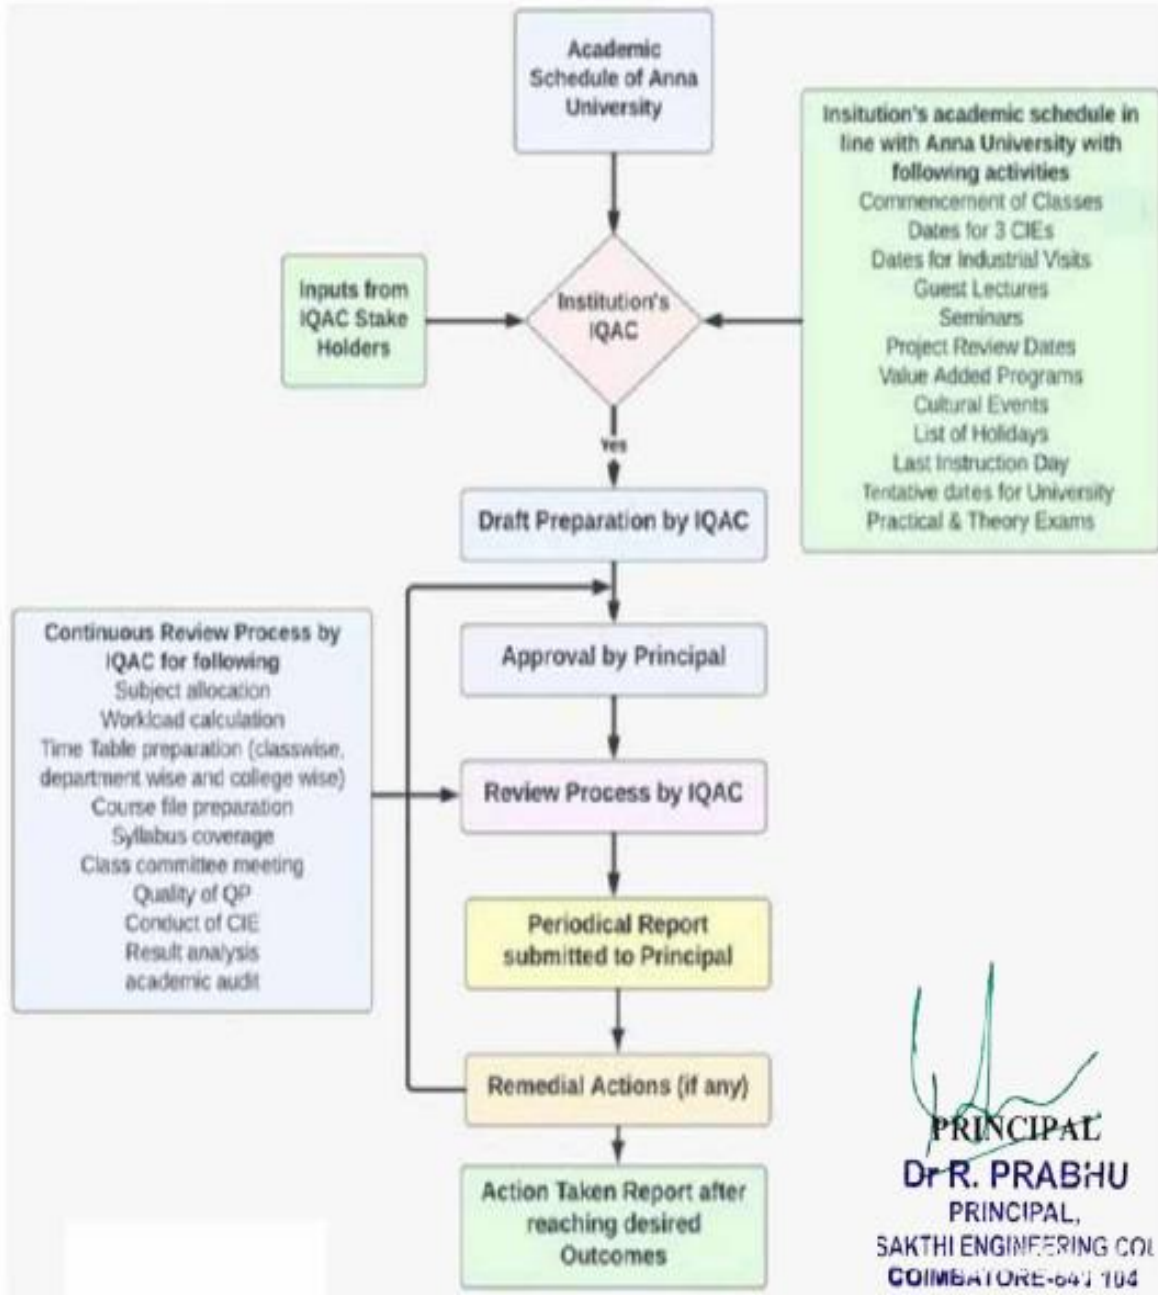 Academic
Schedule of Anna
University
Insitution's academic schedule in
line with Anna University with
following activities
Commencement of Classes
Dates for 3 CIEs
Dates for Industrial Visits
Guest Lectures
Seminars
Project Review Dates
Value Added Programs
Cultural Events
List of Holidays
Last Instruction Day
Tentative dates for University
Practical & Theory Exams
Inputs from
IQAC Stake
Holders
Institution's
IQAC
Yes
Draft Preparation by IQAC
Continuous Review Process by
IQAC for following
Subject allocation
Workload calculation
Time Table preparation (classwise,
department wise and college wise)
Course file preparation
Syllabus coverage
Class committee meeting
Quality of QP
Conduct of CIE
Result analysis
academic audit
Approval by Principal
Review Process by IQAC
Periodical Report
submitted to Principal
Remedial Actions (if any)
Action Taken Report after
reaching desired
Outcomes
PRINCIPAL
Dr R. PRABHU
PRINCIPAL,
SAKTHI ENGINEERING COL
COIMBATORE-641 104